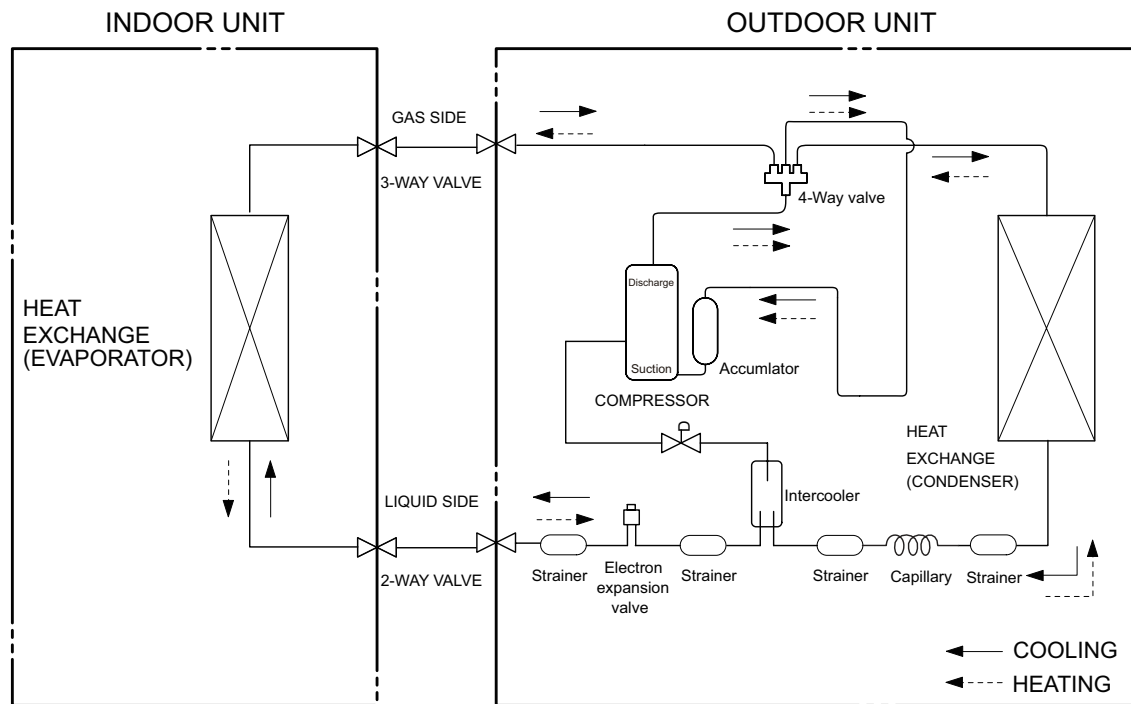 INDOOR UNIT
OUTDOOR UNIT
GAS SIDE
3-WAY VALVE
4-Way valve
HEAT
EXCHANGE
(EVAPORATOR)
Discharge
Suction
Accumlator
COMPRESSOR
HEAT
EXCHANGE
(CONDENSER)
Intercooler
LIQUID SIDE
2-WAY VALVE
Strainer
Electron
expansion
valve
Strainer
Strainer
Capillary
Strainer
COOLING
HEATING